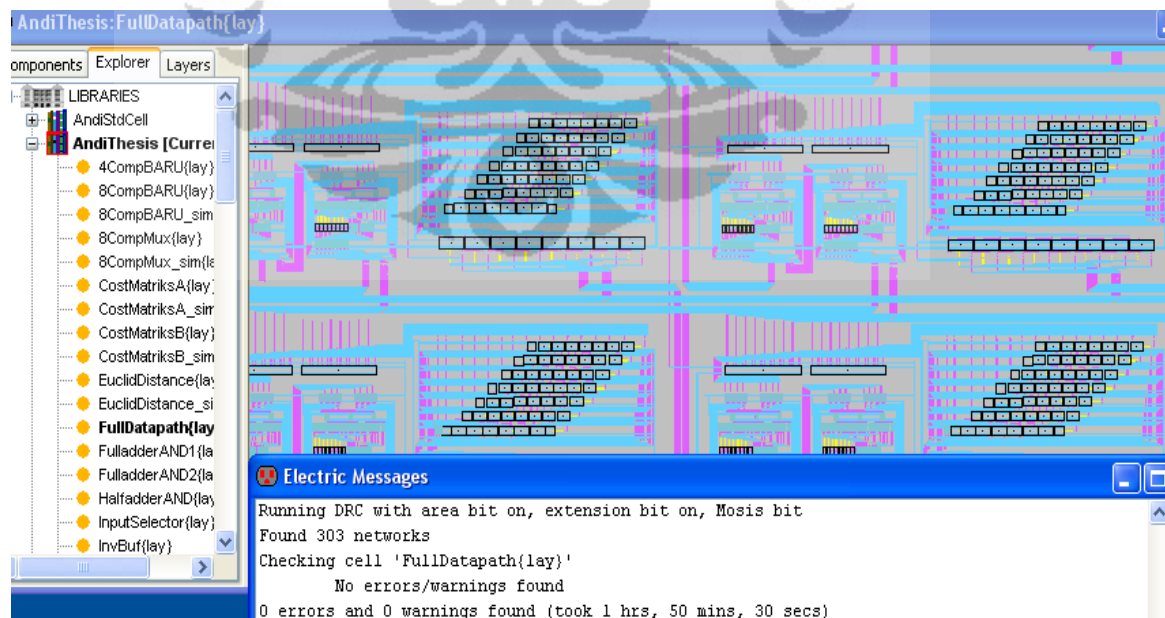 AndiThesis:FullDatapath{lay}
omponents Explorer Layers
LIBRARIES
AndiStdCell
AndiThesis [Curre
4CompBARU{lay}
8CompBARU{lay}
8CompBARU_sim
8CompMux{lay}
8CompMux_sim{la
CostMatriksA{lay
CostMatriksA_sim
CostMatriksB{lay}
CostMatriksB_sim
EuclidDistance{lay
EuclidDistance_si
FullDatapath{lay
FulladderAND1{la
FulladderAND2{la
HalfadderAND{lay
InputSelector{lay}
InvBuf{lay}
Electric Messages
Running DRC with area bit on, extension bit on, Mosis bit
Found 303 networks
Checking cell 'FullDatapath{lay}'
No errors/warnings found
0 errors and 0 warnings found (took 1 hrs, 50 mins, 30 secs)